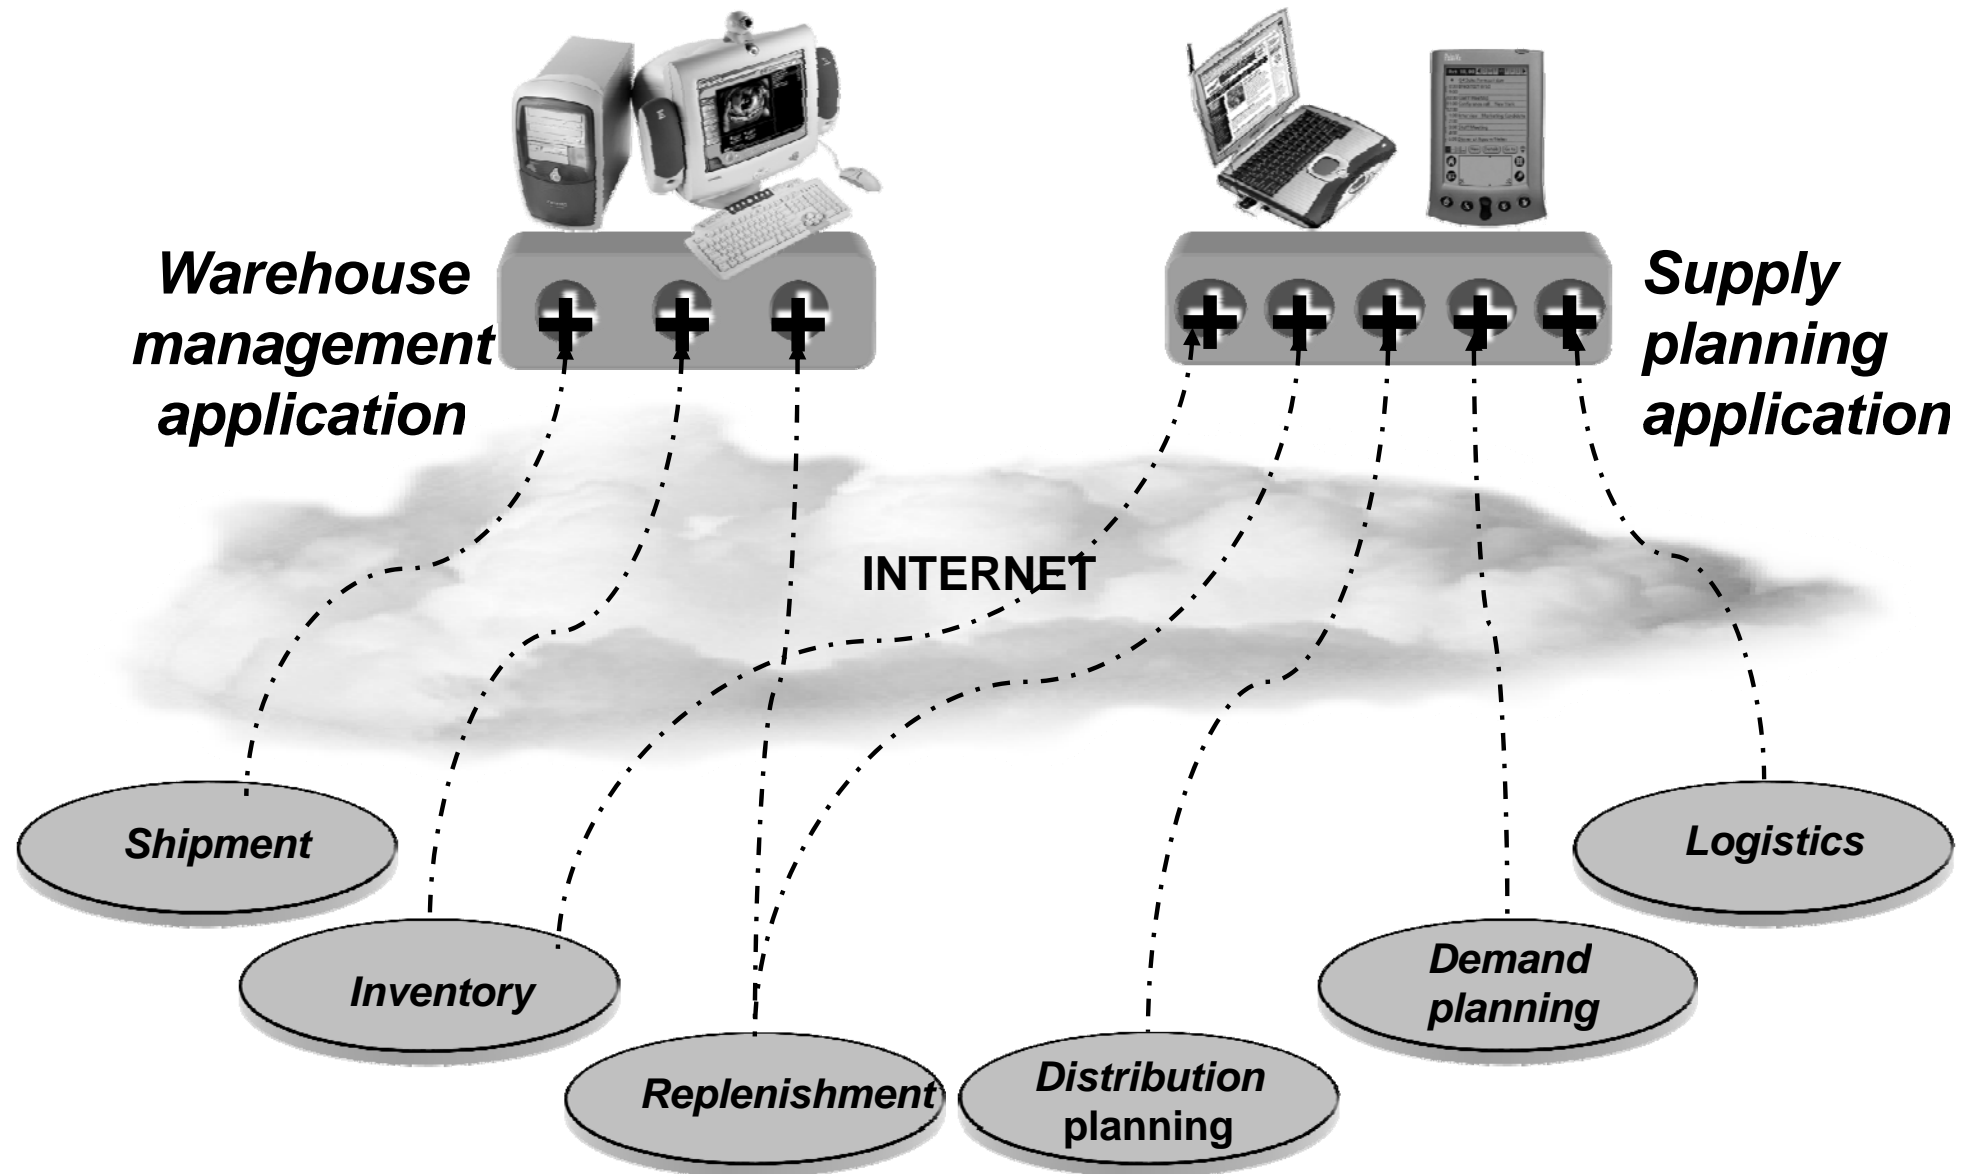 Warehouse
management
application
Supply
planning
application
INTERNET
Shipment
Logistics
Inventory
Demand
planning
Replenishment
Distribution
planning